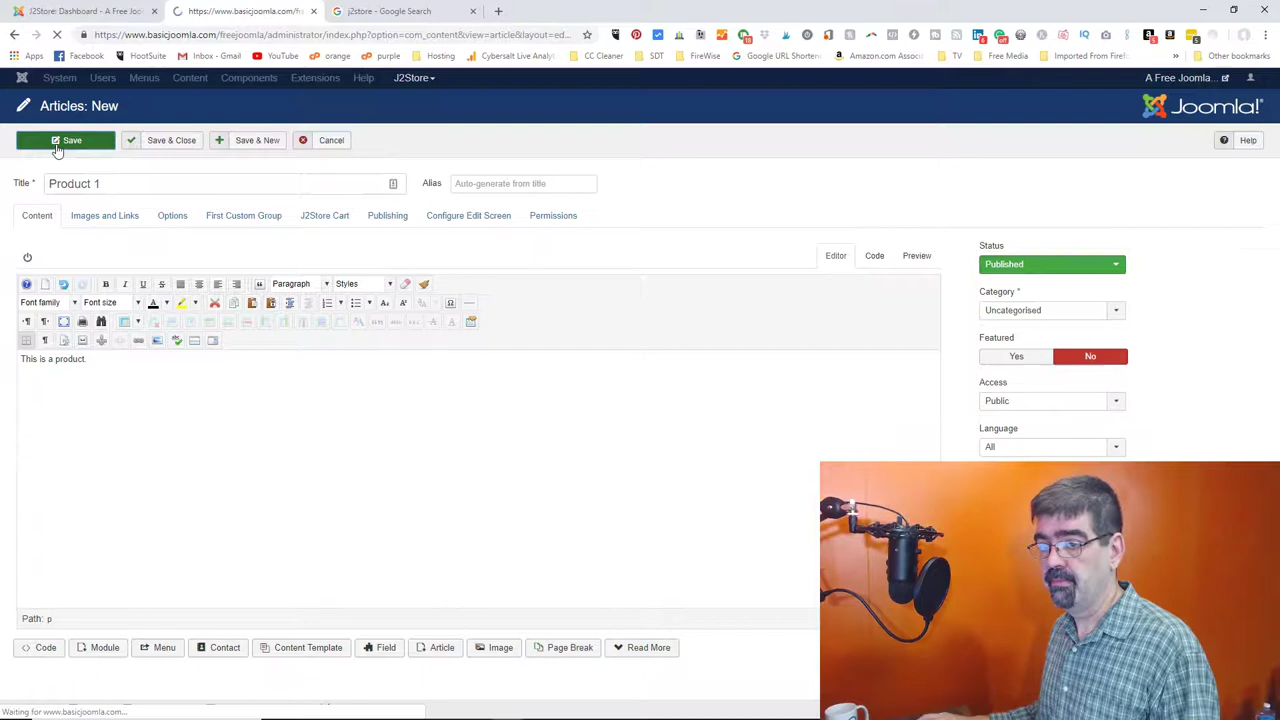 J2Store: Dashboard - A Free Joo
https://www.basicjoomla.com/fre
j2store - Google Search
https://www.basicjoomla.com/freejoomla/administrator/index.php?option=com_content&view=article&layout=ed...
Apps
Facebook
HootSuite
Inbox - Gmail
YouTube
orange
purple
Hosting
Cybersalt Live Analy
CC Cleaner
SDT
FireWise
Google URL Shortene
Amazon.com Associa
TV
Free Media
Imported From Firef
Other bookmarks
System
Users
Menus
Content
Components
Extensions
Help
J2Store
A Free Joomla...
Articles: New
Joomla!
Save
Save & Close
Save & New
Cancel
Help
Title *
Product 1
Alias
Auto-generate from title
Content
Images and Links
Options
First Custom Group
J2Store Cart
Publishing
Configure Edit Screen
Permissions
Editor
Code
Preview
Paragraph
Styles
Font family
Font size
This is a product.
Path: p
Status
Published
Category *
Uncategorised
Featured
Yes
No
Access
Public
Language
All
Code
Module
Menu
Contact
Content Template
Field
Article
Image
Page Break
Read More
Waiting for www.basicjoomla.com...